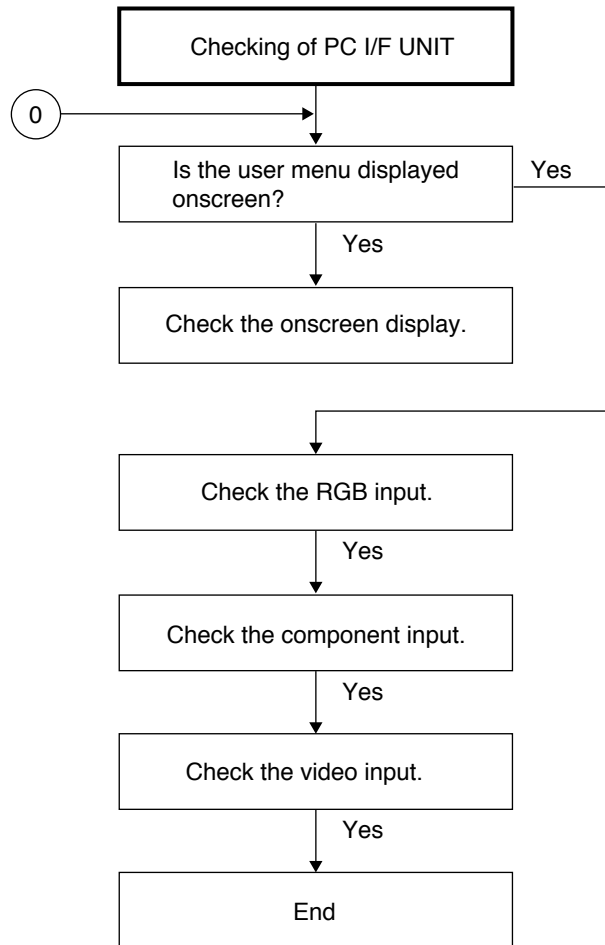 Checking of PC I/F UNIT
0
Is the user menu displayed
onscreen?
Yes
Yes
Check the onscreen display.
Check the RGB input.
Yes
Check the component input.
Yes
Check the video input.
Yes
End